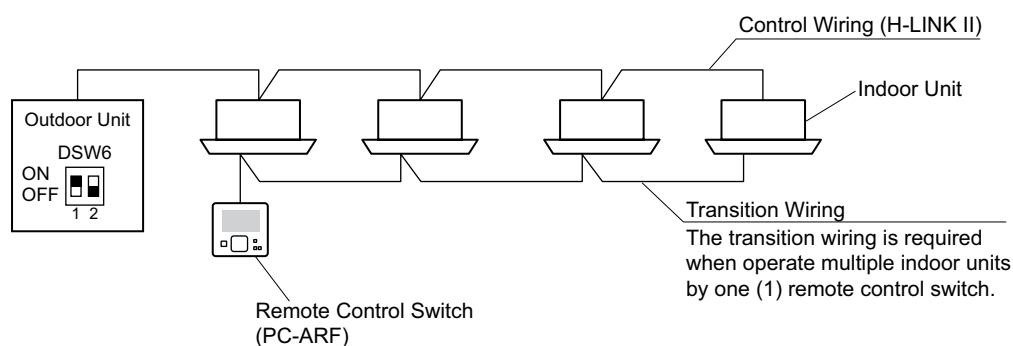 Control Wiring (H-LINK II)
Indoor Unit
Outdoor Unit
DSW6
ON
OFF
1 2
Transition Wiring
The transition wiring is required
when operate multiple indoor units
by one (1) remote control switch.
Remote Control Switch
(PC-ARF)